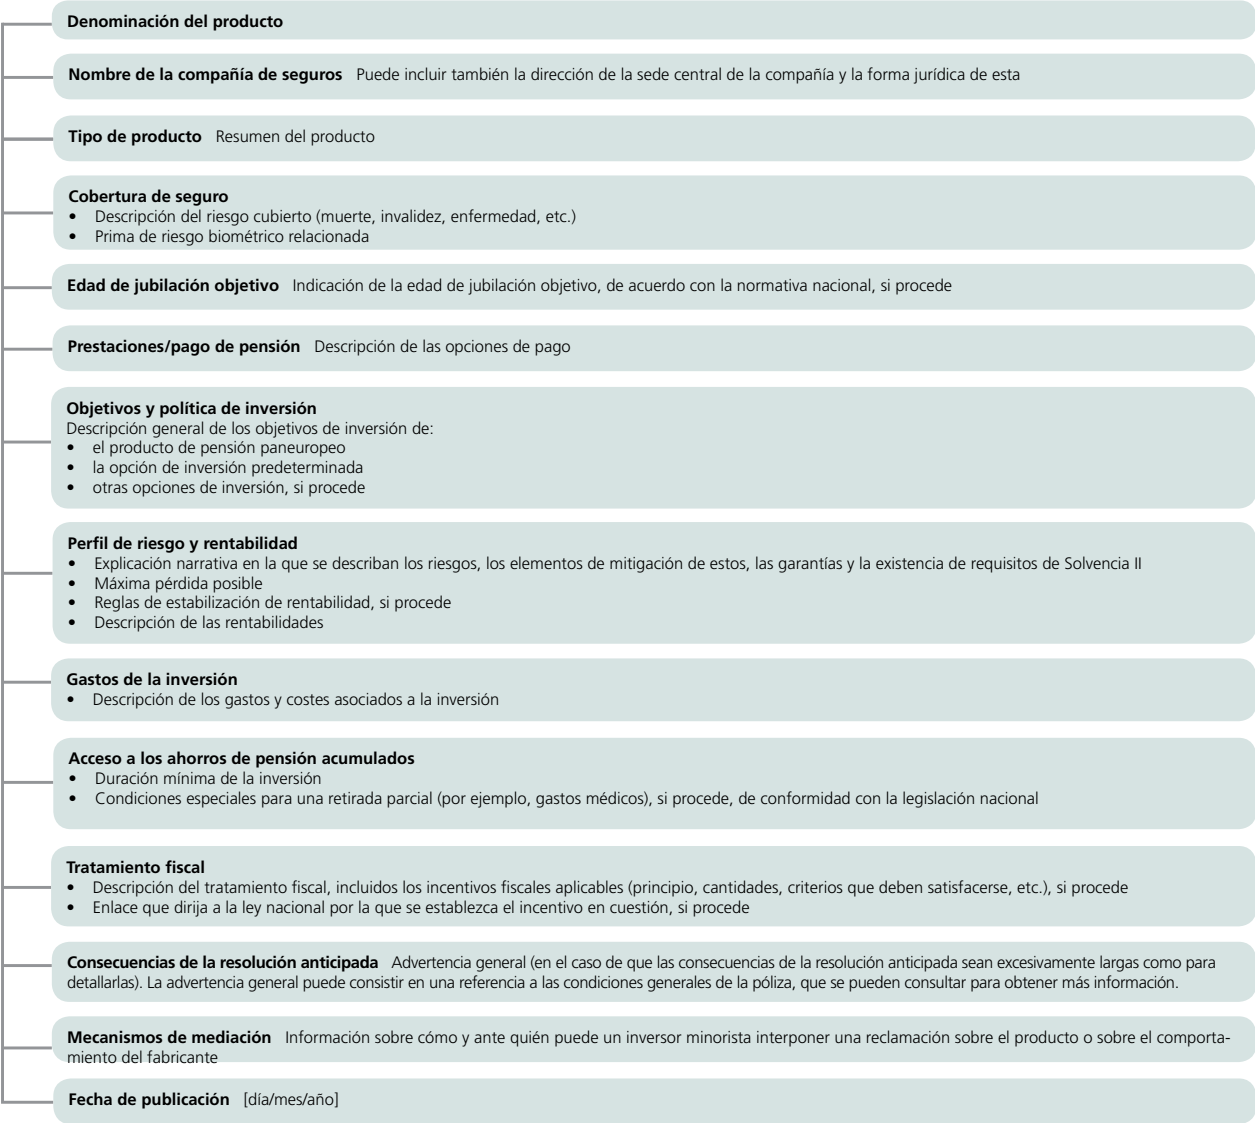 Denominación del producto
Nombre de la compañía de seguros Puede incluir también la dirección de la sede central de la compañía y la forma jurídica de esta
Tipo de producto Resumen del producto
Cobertura de seguro
• Descripción del riesgo cubierto (muerte, invalidez, enfermedad, etc.)
• Prima de riesgo biométrico relacionada
Edad de jubilación objetivo Indicación de la edad de jubilación objetivo, de acuerdo con la normativa nacional, si procede
Prestaciones/pago de pensión Descripción de las opciones de pago
Objetivos y política de inversión
Descripción general de los objetivos de inversión de:
• el producto de pensión paneuropeo
• la opción de inversión predeterminada
• otras opciones de inversión, si procede
Perfil de riesgo y rentabilidad
• Explicación narrativa en la que se describan los riesgos, los elementos de mitigación de estos, las garantías y la existencia de requisitos de Solvencia II
• Máxima pérdida posible
• Reglas de estabilización de rentabilidad, si procede
• Descripción de las rentabilidades
Gastos de la inversión
• Descripción de los gastos y costes asociados a la inversión
Acceso a los ahorros de pensión acumulados
• Duración mínima de la inversión
• Condiciones especiales para una retirada parcial (por ejemplo, gastos médicos), si procede, de conformidad con la legislación nacional
Tratamiento fiscal
• Descripción del tratamiento fiscal, incluidos los incentivos fiscales aplicables (principio, cantidades, criterios que deben satisfacerse, etc.), si procede
• Enlace que dirija a la ley nacional por la que se establezca el incentivo en cuestión, si procede
Consecuencias de la resolución anticipada Advertencia general (en el caso de que las consecuencias de la resolución anticipada sean excesivamente largas como para
detallarlas). La advertencia general puede consistir en una referencia a las condiciones generales de la póliza, que se pueden consultar para obtener más información.
Mecanismos de mediación Información sobre cómo y ante quién puede un inversor minorista interponer una reclamación sobre el producto o sobre el comporta-
miento del fabricante
Fecha de publicación [día/mes/año]